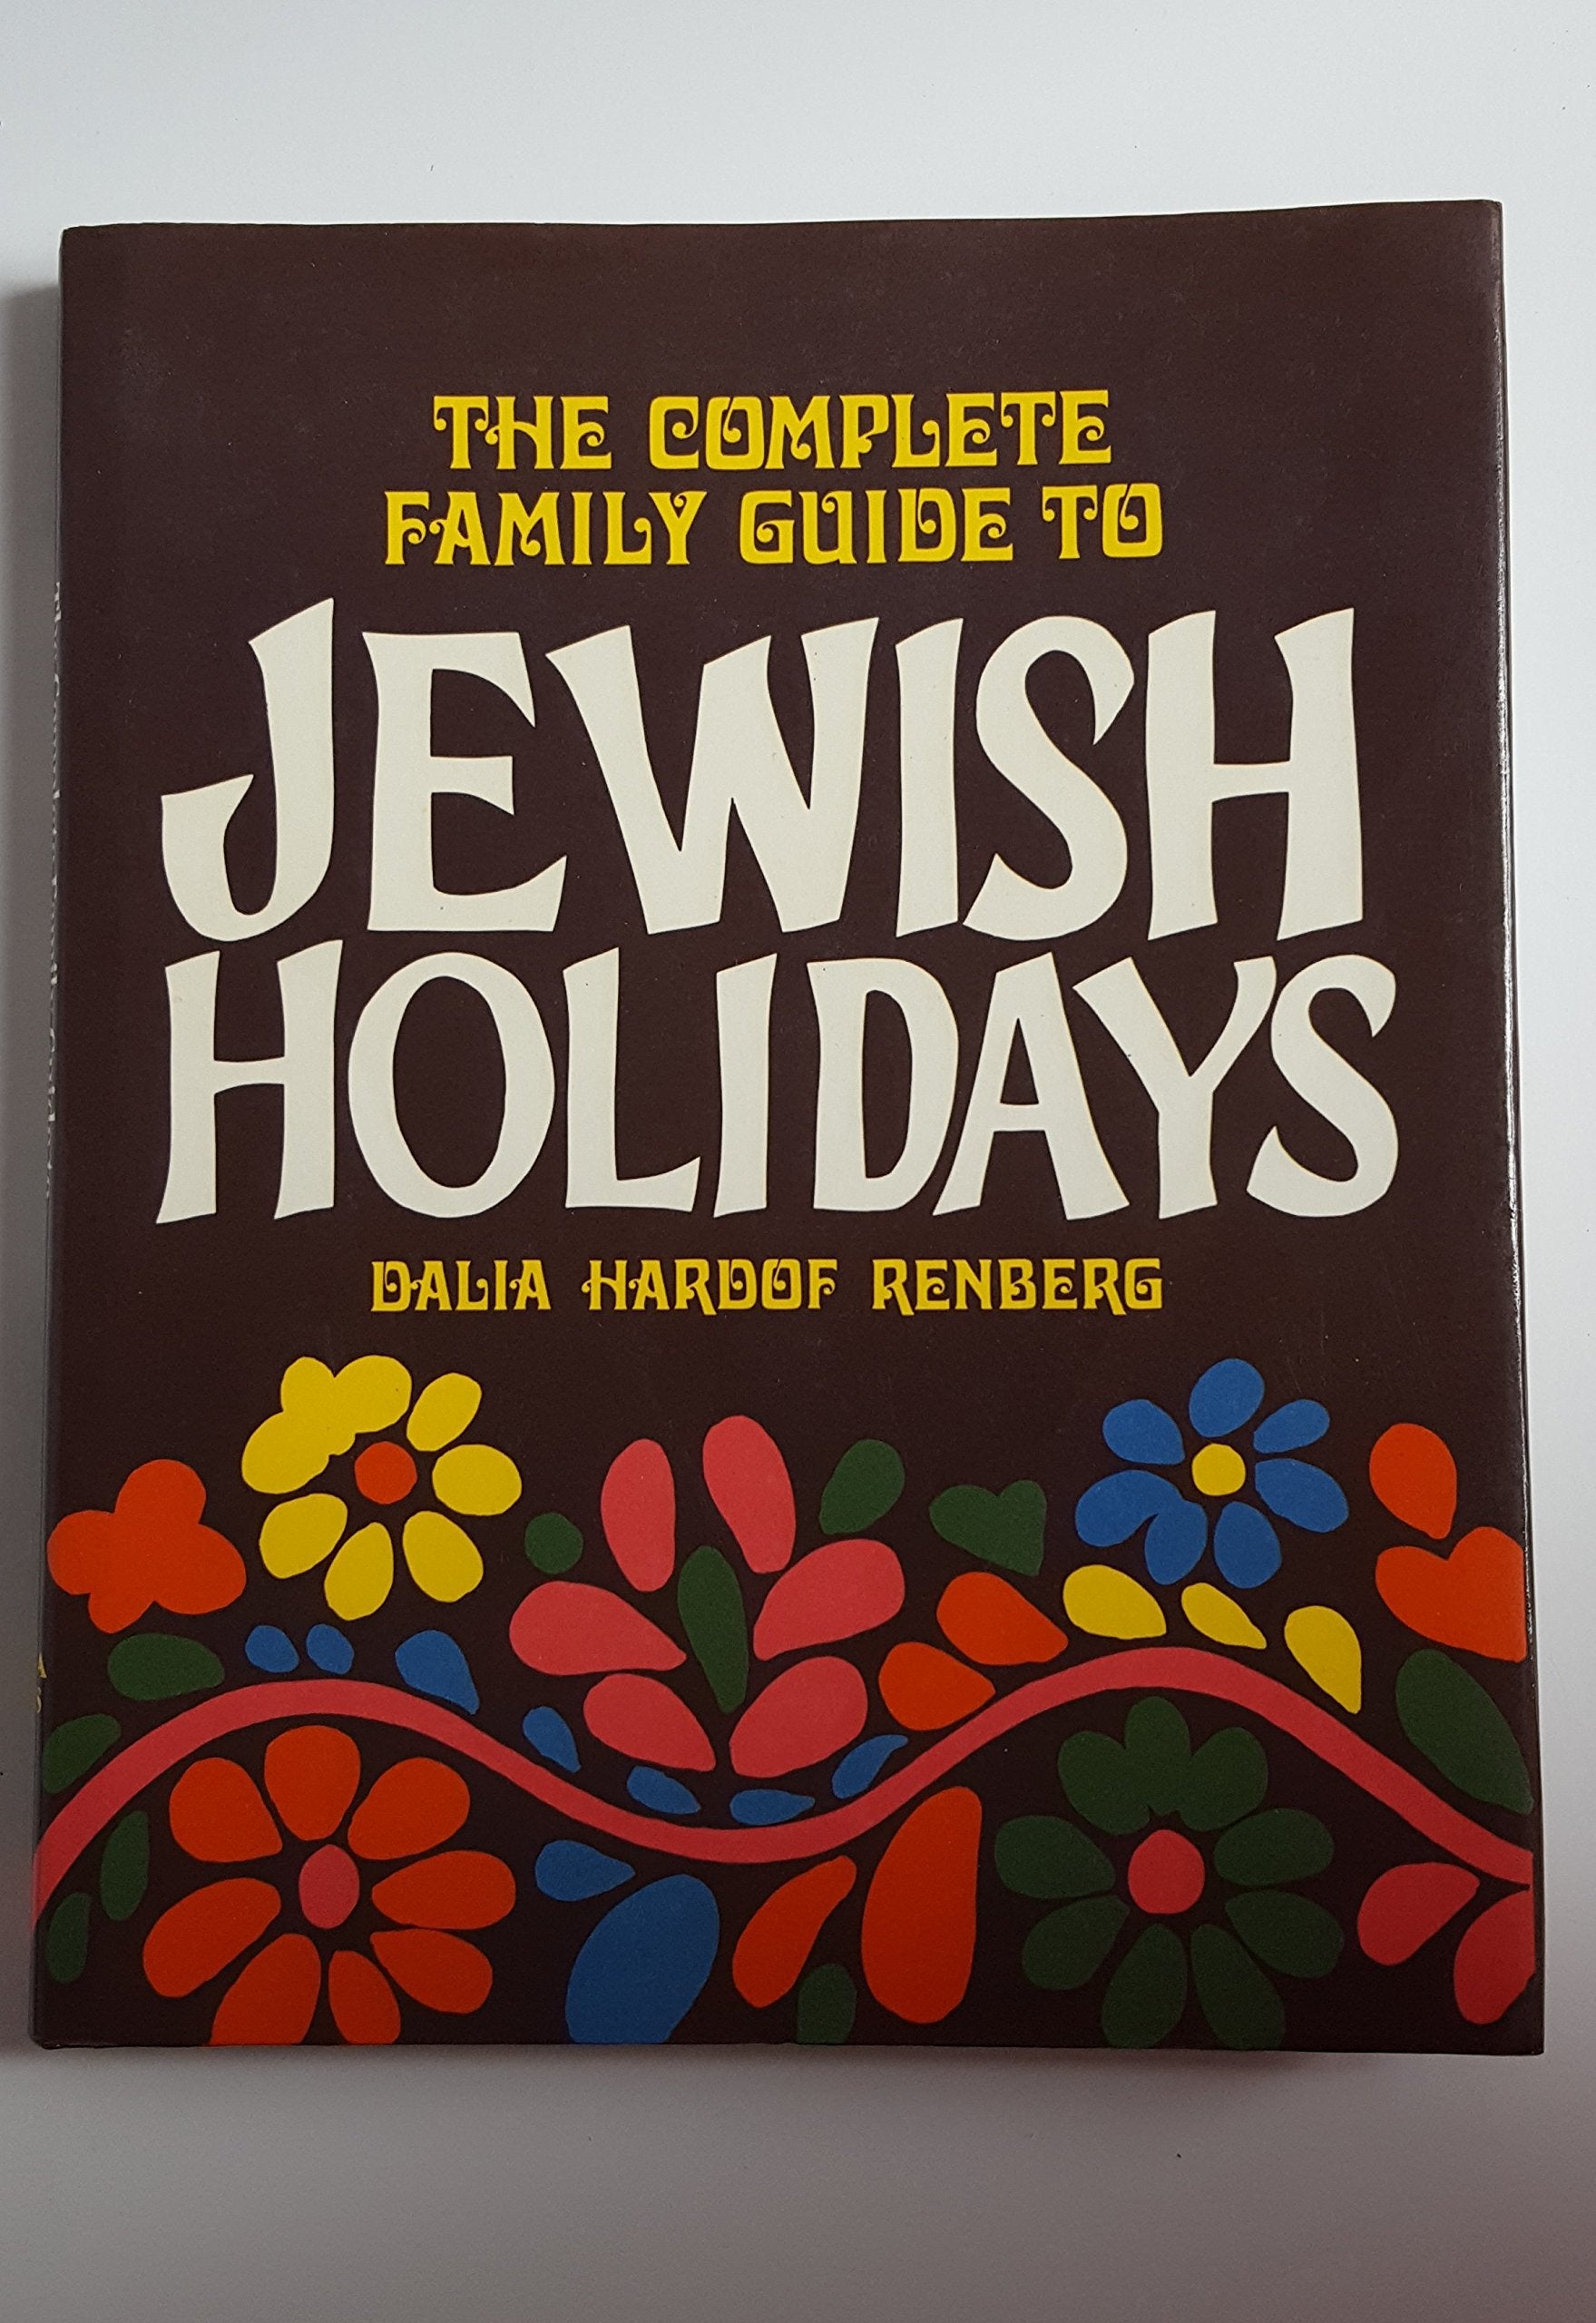 THE COMPLETE
FAMILY GUIDE TO
JEWISH
HOLIDAYS
DALIA HARDOF RENBERG